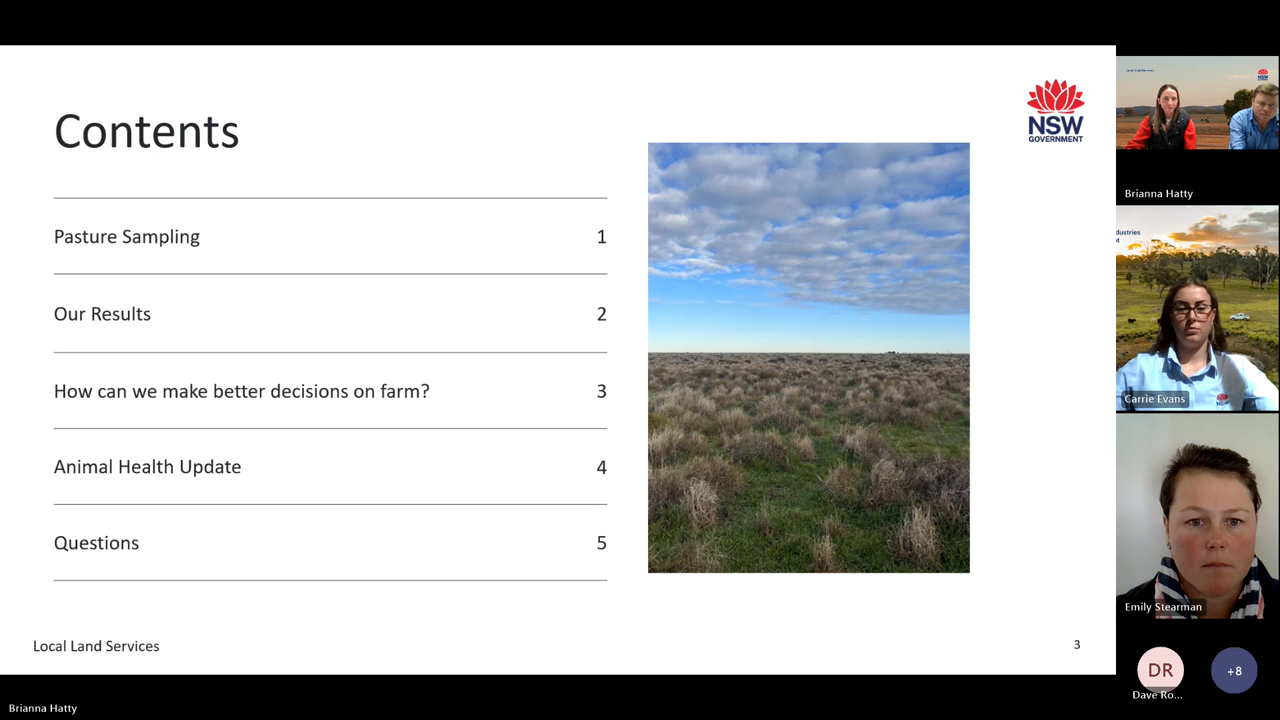 Contents
NSW
GOVERNMENT
Pasture Sampling 1
Our Results 2
How can we make better decisions on farm? 3
Animal Health Update 4
Questions 5
Local Land Services
3
Brianna Hatty
Brianna Hatty
dustries
Carrie Evans
NSW
Emily Stearman
DR
Dave Ro...
+8